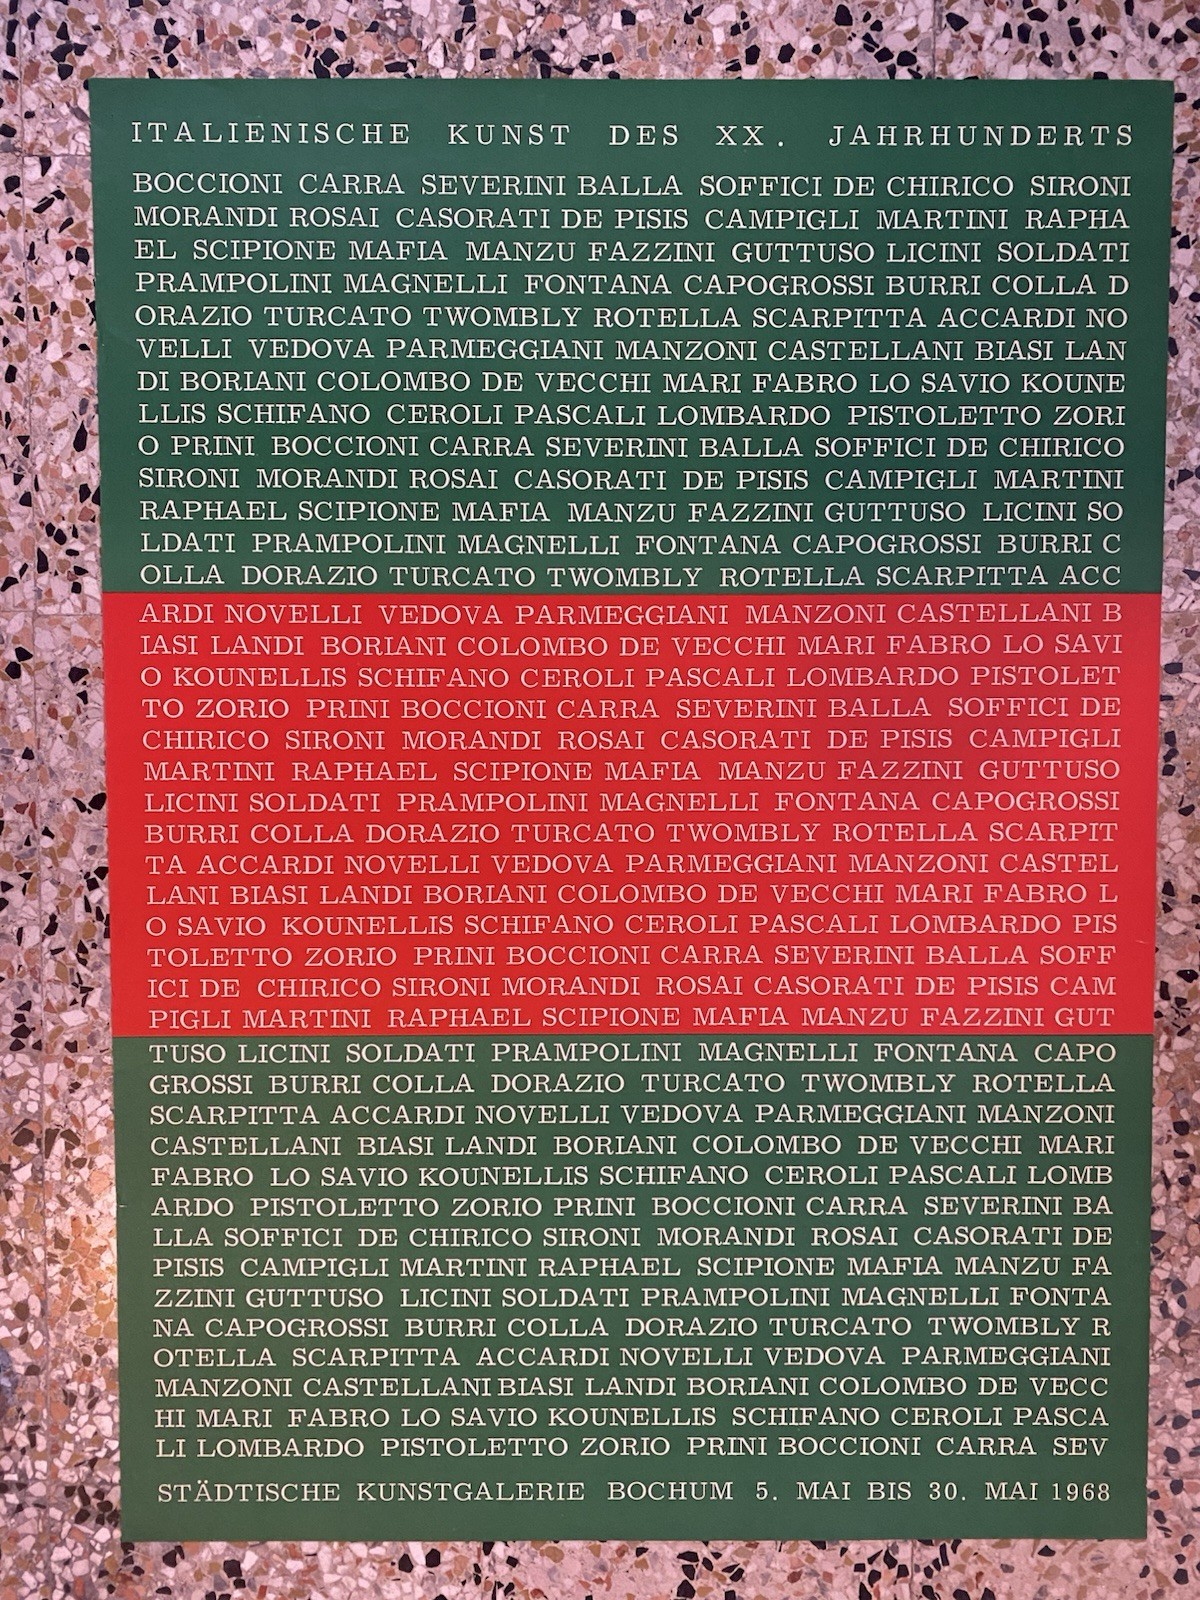 ITALIENISCHE KUNST DES XX. JAHRHUNDERTS
BOCCIONI CARRA SEVERINI BALLA SOFFICI DE CHIRICO SIRONI
MORANDI ROSAI CASORATI DE PISIS CAMPIGLI MARTINI RAPHA
EL SCIPIONE MAFIA MANZU FAZZINI GUTTUSO LICINI SOLDATI
PRAMPOLINI MAGNELLI FONTANA CAPOGROSSI BURRI COLLA D
ORAZIO TURCATO TWOMBLY ROTELLA SCARPITTA ACCARDI NO
VELLI VEDOVA PARMEGGIANI MANZONI CASTELLANI BIASI LAN
DI BORIANI COLOMBO DE VECCHI MARI FABRO LO SAVIO KOUNE
LLIS SCHIFANO CEROLI PASCALI LOMBARDO PISTOLETTO ZORI
O PRINI BOCCIONI CARRA SEVERINI BALLA SOFFICI DE CHIRICO
SIRONI MORANDI ROSAI CASORATI DE PISIS CAMPIGLI MARTINI
RAPHAEL SCIPIONE MAFIA MANZU FAZZINI GUTTUSO LICINI SO
LDATI PRAMPOLINI MAGNELLI FONTANA CAPOGROSSI BURRI C
OLLA DORAZIO TURCATO TWOMBLY ROTELLA SCARPITTA ACC
ARDI NOVELLI VEDOVA PARMEGGIANI MANZONI CASTELLANI B
IASI LANDI BORIANI COLOMBO DE VECCHI MARI FABRO LO SAVI
O KOUNELLIS SCHIFANO CEROLI PASCALI LOMBARDO PISTOLET
TO ZORIO PRINI BOCCIONI CARRA SEVERINI BALLA SOFFICI DE
CHIRICO SIRONI MORANDI ROSAI CASORATI DE PISIS CAMPIGLI
MARTINI RAPHAEL SCIPIONE MAFIA MANZU FAZZINI GUTTUSO
LICINI SOLDATI PRAMPOLINI MAGNELLI FONTANA CAPOGROSSI
BURRI COLLA DORAZIO TURCATO TWOMBLY ROTELLA SCARPIT
TA ACCARDI NOVELLI VEDOVA PARMEGGIANI MANZONI CASTEL
LANI BIASI LANDI BORIANI COLOMBO DE VECCHI MARI FABRO L
O SAVIO KOUNELLIS SCHIFANO CEROLI PASCALI LOMBARDO PIS
TOLETTO ZORIO PRINI BOCCIONI CARRA SEVERINI BALLA SOFF
ICI DE CHIRICO SIRONI MORANDI ROSAI CASORATI DE PISIS CAM
PIGLI MARTINI RAPHAEL SCIPIONE MAFIA MANZU FAZZINI GUT
TUSO LICINI SOLDATI PRAMPOLINI MAGNELLI FONTANA CAPO
GROSSI BURRI COLLA DORAZIO TURCATO TWOMBLY ROTELLA
SCARPITTA ACCARDI NOVELLI VEDOVA PARMEGGIANI MANZONI
CASTELLANI BIASI LANDI BORIANI COLOMBO DE VECCHI MARI
FABRO LO SAVIO KOUNELLIS SCHIFANO CEROLI PASCALI LOMB
ARDO PISTOLETTO ZORIO PRINI BOCCIONI CARRA SEVERINI BA
LLA SOFFICI DE CHIRICO SIRONI MORANDI ROSAI CASORATI DE
PISIS CAMPIGLI MARTINI RAPHAEL SCIPIONE MAFIA MANZU FA
ZZINI GUTTUSO LICINI SOLDATI PRAMPOLINI MAGNELLI FONTA
NA CAPOGROSSI BURRI COLLA DORAZIO TURCATO TWOMBLY R
OTELLA SCARPITTA ACCARDI NOVELLI VEDOVA PARMEGGIANI
MANZONI CASTELLANI BIASI LANDI BORIANI COLOMBO DE VECC
HI MARI FABRO LO SAVIO KOUNELLIS SCHIFANO CEROLI PASCA
LI LOMBARDO PISTOLETTO ZORIO PRINI BOCCIONI CARRA SEV
STÄDTISCHE KUNSTGALERIE BOCHUM 5. MAI BIS 30. MAI 1968